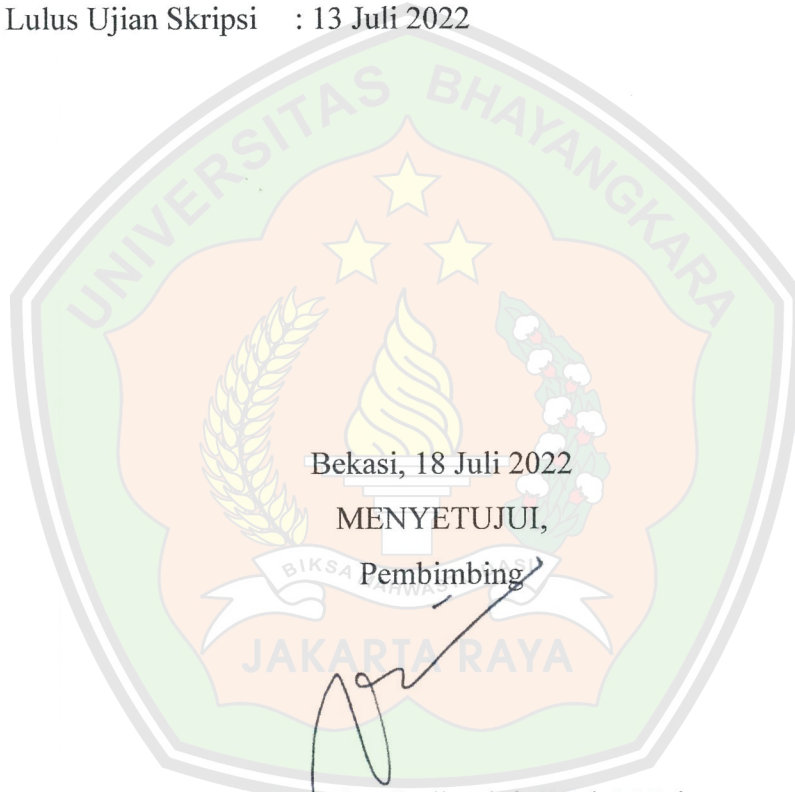 Lulus Ujian Skripsi : 13 Juli 2022
UNIVERSITAS BHAYANGKARA
Bekasi, 18 Juli 2022
MENYETUJUI,
Pembimbing
JAKARTA RAYA